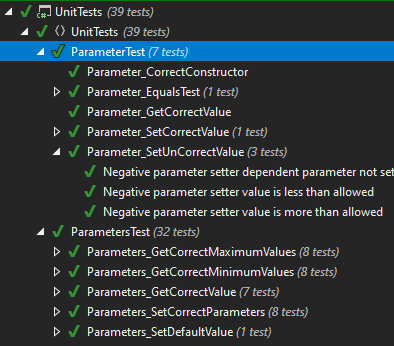 C# UnitTests (39 tests)
UnitTests (39 tests)
ParameterTest (7 tests)
Parameter_CorrectConstructor
Parameter_EqualsTest (1 test)
Parameter_GetCorrectValue
Parameter_SetCorrectValue (1 test)
Parameter_SetUnCorrectValue (3 tests)
Negative parameter setter dependent parameter not set
Negative parameter setter value is less than allowed
Negative parameter setter value is more than allowed
ParametersTest (32 tests)
Parameters_GetCorrectMaximumValues (8 tests)
Parameters_GetCorrectMinimumValues (8 tests)
Parameters_GetCorrectValue (7 tests)
Parameters_SetCorrectParameters (8 tests)
Parameters_SetDefaultValue (1 test)